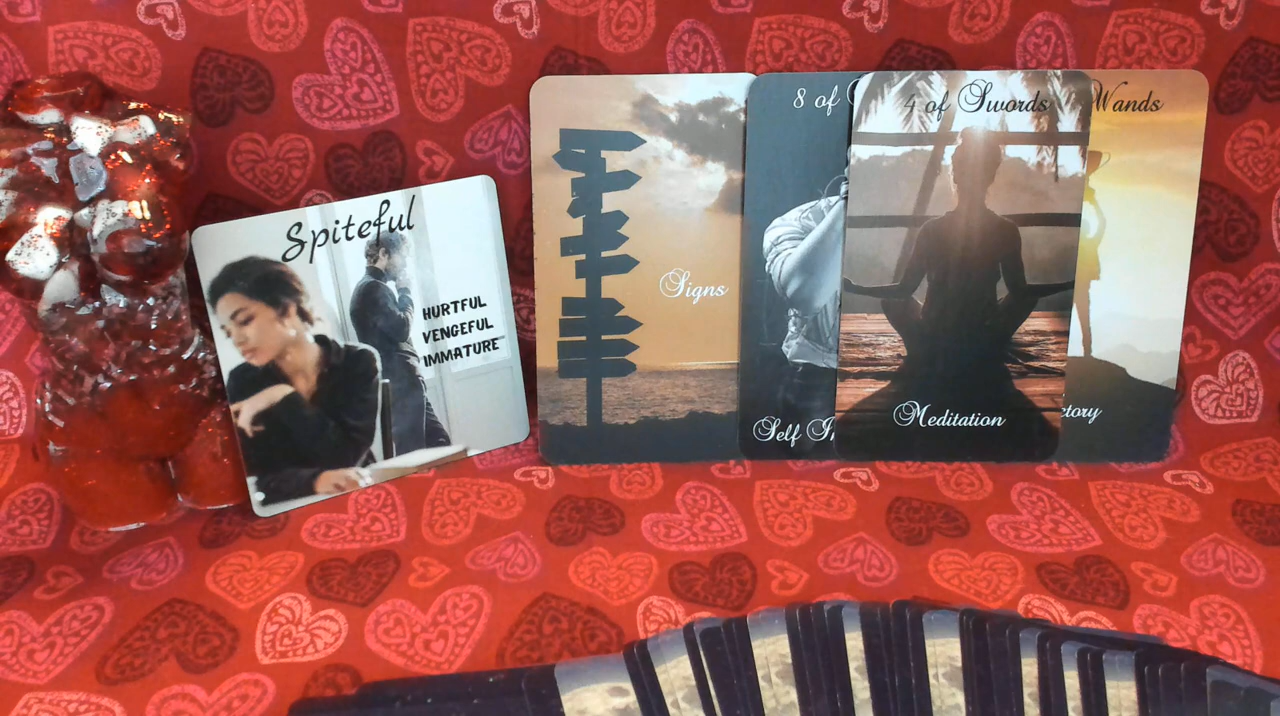 Spiteful
HURTFUL
VENGEFUL
IMMATURE
Signs
8 of
Self
4 of Swords
Meditation
Wands
ctory